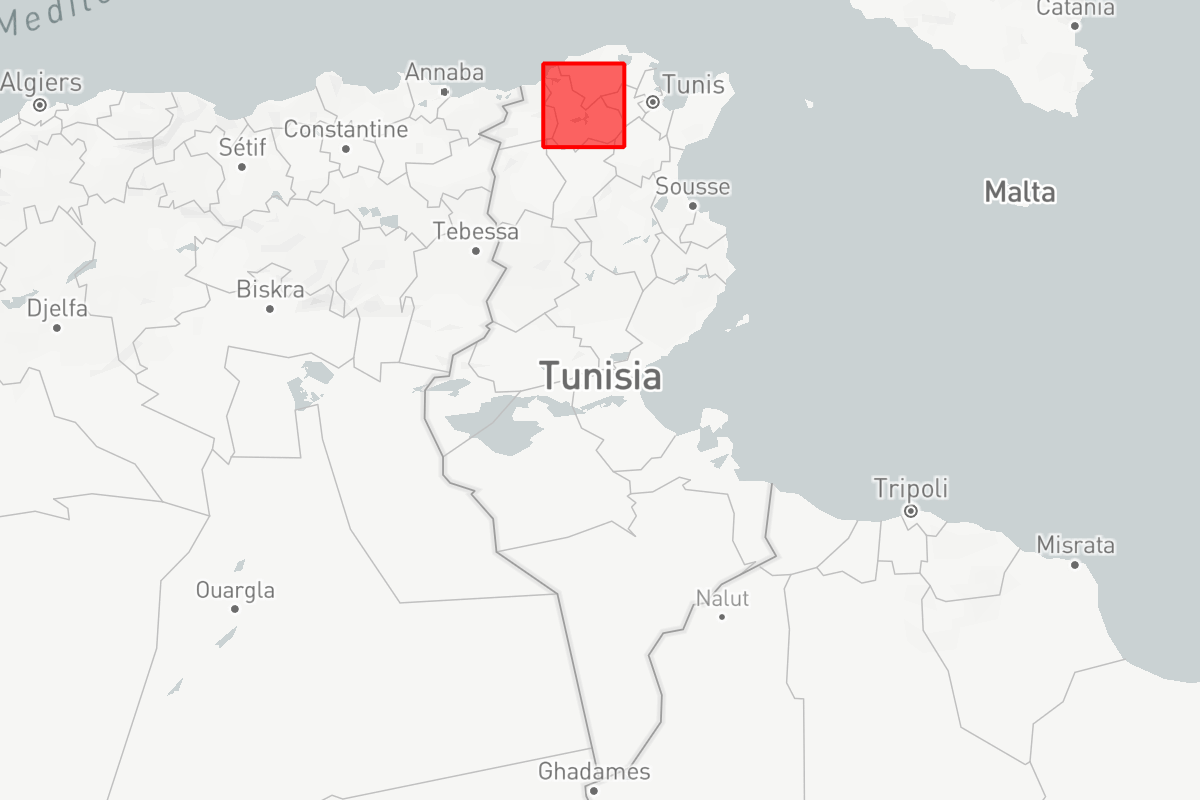 Catania
Medit
Annaba
Algiers
Tunis
Constantine
Sétif
Sousse
Malta
Tebessa
Biskra
Djelfa
Tunisia
Tripoli
Misrata
Ouargla
Nalut
Ghadames